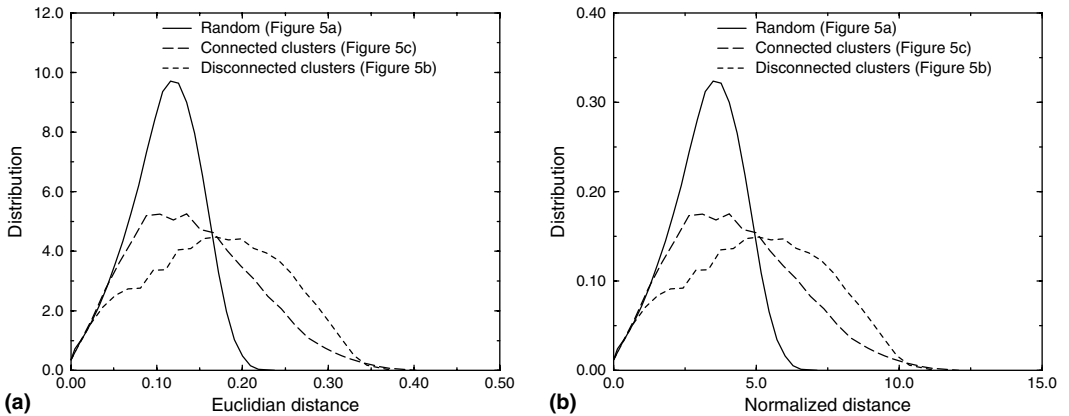 12.0
10.0
8.0
6.0
4.0
2.0
0.0
Distribution
Random (Figure 5a)
Connected clusters (Figure 5c)
Disconnected clusters (Figure 5b)
0.00 0.10 0.20 0.30 0.40 0.50
(a) Euclidian distance
0.40
0.30
0.20
0.10
0.00
Distribution
Random (Figure 5a)
Connected clusters (Figure 5c)
Disconnected clusters (Figure 5b)
0.0 5.0 10.0 15.0
(b) Normalized distance